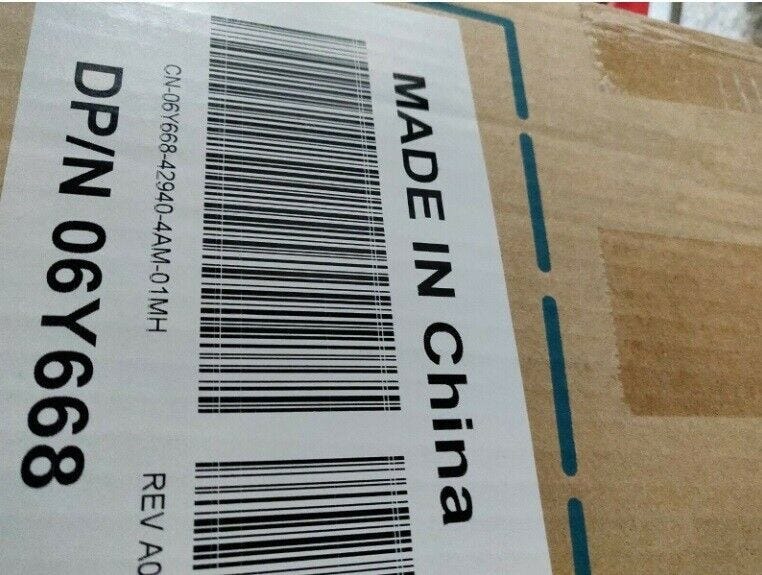 MADE IN China
CN-06Y668-42940-4AM-01MH
DP/N 06Y668
REV A0